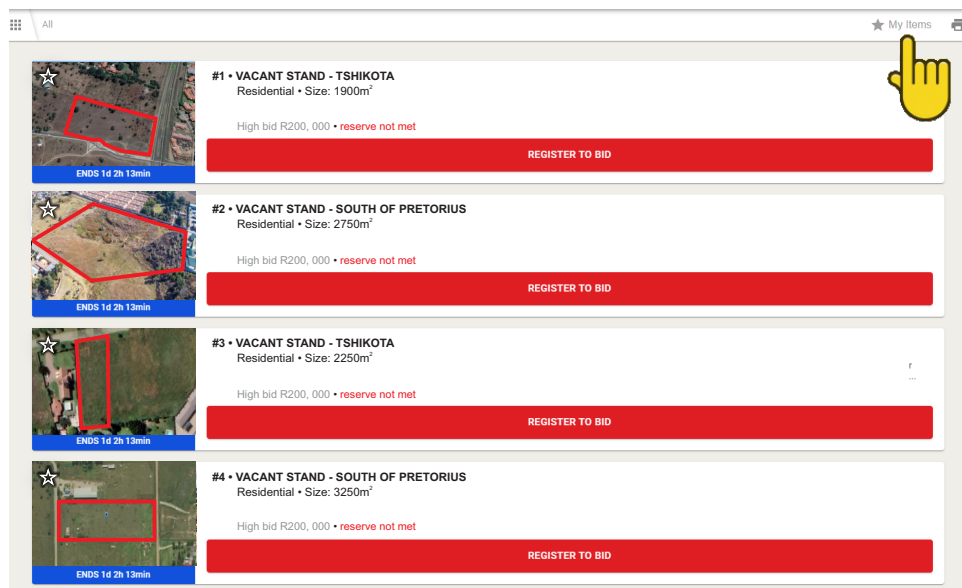 All
My Items
#1 • VACANT STAND - TSHIKOTA
Residential • Size: 1900m²
High bid R200, 000 • reserve not met
REGISTER TO BID
ENDS 1d 2h 13min
#2 • VACANT STAND - SOUTH OF PRETORIUS
Residential • Size: 2750m²
High bid R200, 000 • reserve not met
REGISTER TO BID
ENDS 1d 2h 13min
#3 • VACANT STAND - TSHIKOTA
Residential • Size: 2250m²
r
...
High bid R200, 000 • reserve not met
REGISTER TO BID
ENDS 1d 2h 13min
#4 • VACANT STAND - SOUTH OF PRETORIUS
Residential • Size: 3250m²
High bid R200, 000 • reserve not met
REGISTER TO BID
ENDS 1d 2h 13min